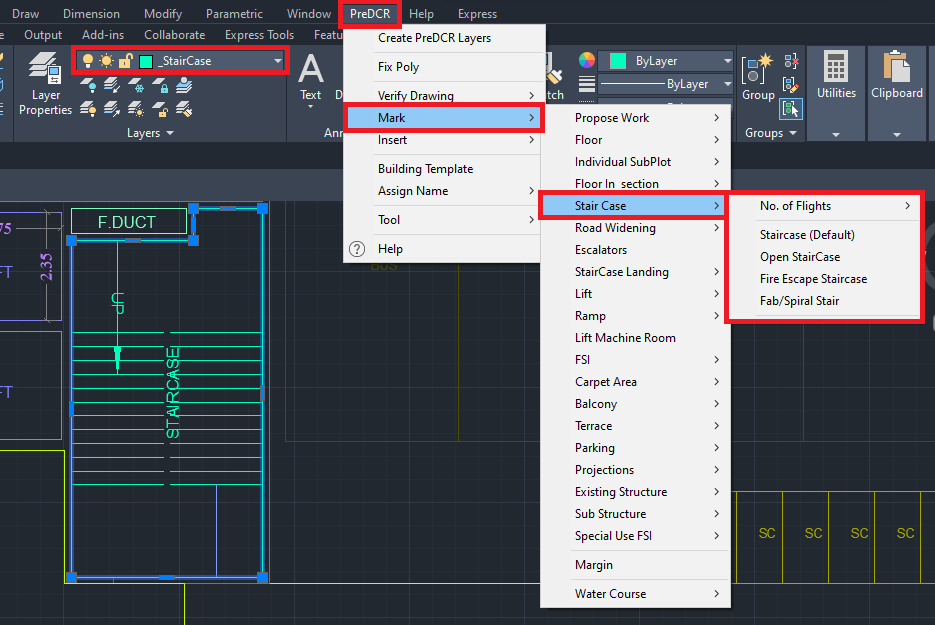 Draw Dimension Modify Parametric Window PreDCR Help Express
Output Add-ins Collaborate Express Tools Featu
_StairCase
Layer
Properties
Layers
Text
D
Ann
tch
ByLayer
ByLayer
Group
Groups
Utilities
Clipboard
Create PreDCR Layers
Fix Poly
Verify Drawing
Mark
Insert
Building Template
Assign Name
Tool
Help
Propose Work
Floor
Individual SubPlot
Floor In_section
Stair Case
Road Widening
Escalators
StairCase Landing
Lift
Ramp
Lift Machine Room
FSI
Carpet Area
Balcony
Terrace
Parking
Projections
Existing Structure
Sub Structure
Special Use FSI
Margin
Water Course
No. of Flights
Staircase (Default)
Open StairCase
Fire Escape Staircase
Fab/Spiral Stair
F.DUCT
75
2.35
FT
UP
STAIRCASE
FT
SC SC SC SC